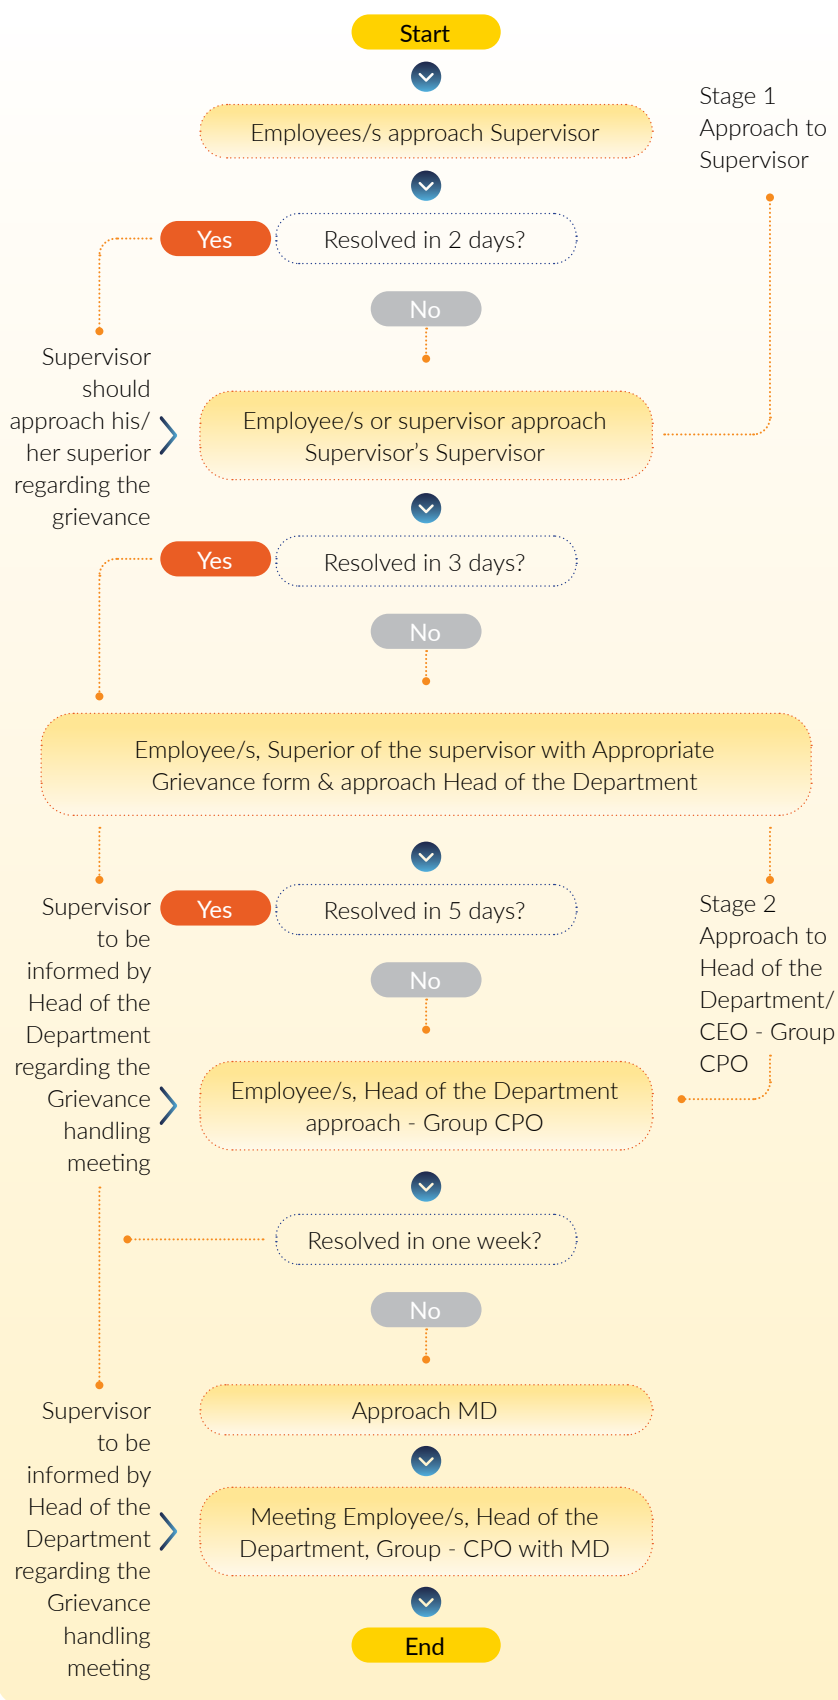 Start
Employees/s approach Supervisor
Stage 1
Approach to
Supervisor
Yes
Resolved in 2 days?
No
Supervisor
should
approach his/
her superior
regarding the
grievance
Employee/s or supervisor approach
Supervisor’s Supervisor
Yes
Resolved in 3 days?
No
Employee/s, Superior of the supervisor with Appropriate
Grievance form & approach Head of the Department
Yes
Resolved in 5 days?
No
Supervisor
to be
informed by
Head of the
Department
regarding the
Grievance
handling
meeting
Stage 2
Approach to
Head of the
Department/
CEO - Group
CPO
Employee/s, Head of the Department
approach - Group CPO
Resolved in one week?
No
Approach MD
Supervisor
to be
informed by
Head of the
Department
regarding the
Grievance
handling
meeting
Meeting Employee/s, Head of the
Department, Group - CPO with MD
End